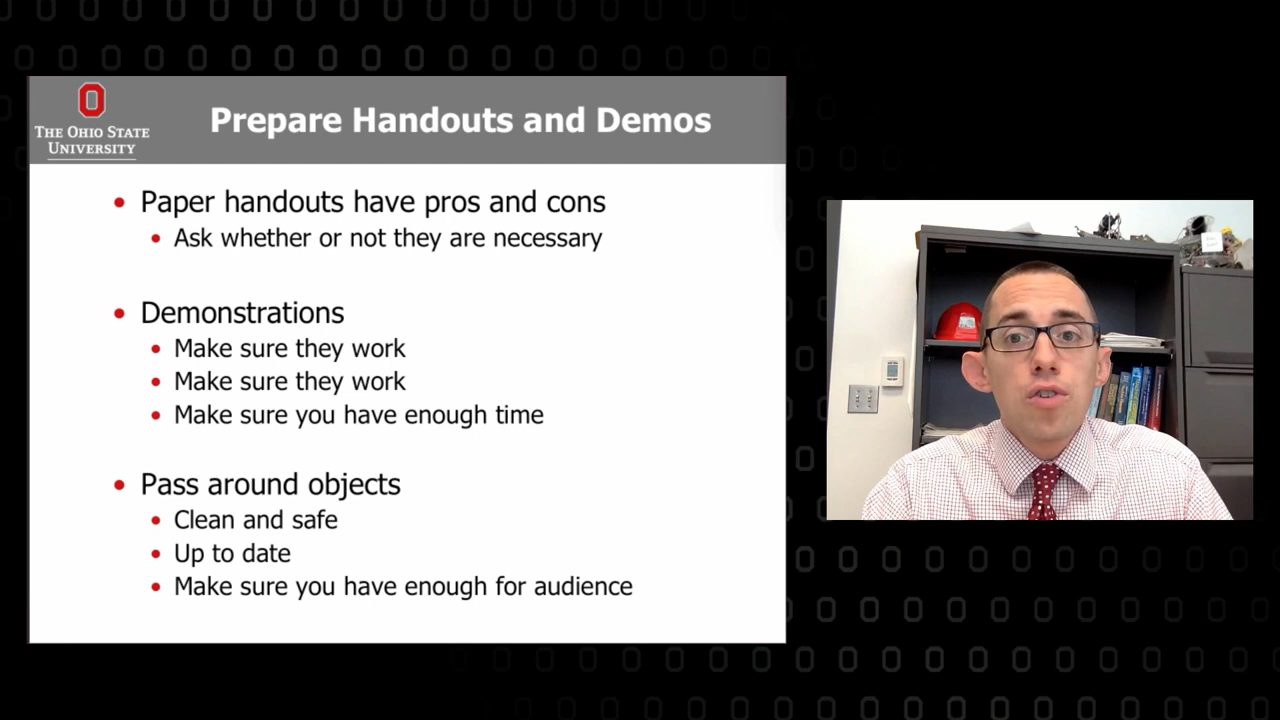 THE OHIO STATE
UNIVERSITY
Prepare Handouts and Demos
Paper handouts have pros and cons
Ask whether or not they are necessary
Demonstrations
Make sure they work
Make sure they work
Make sure you have enough time
Pass around objects
Clean and safe
Up to date
Make sure you have enough for audience